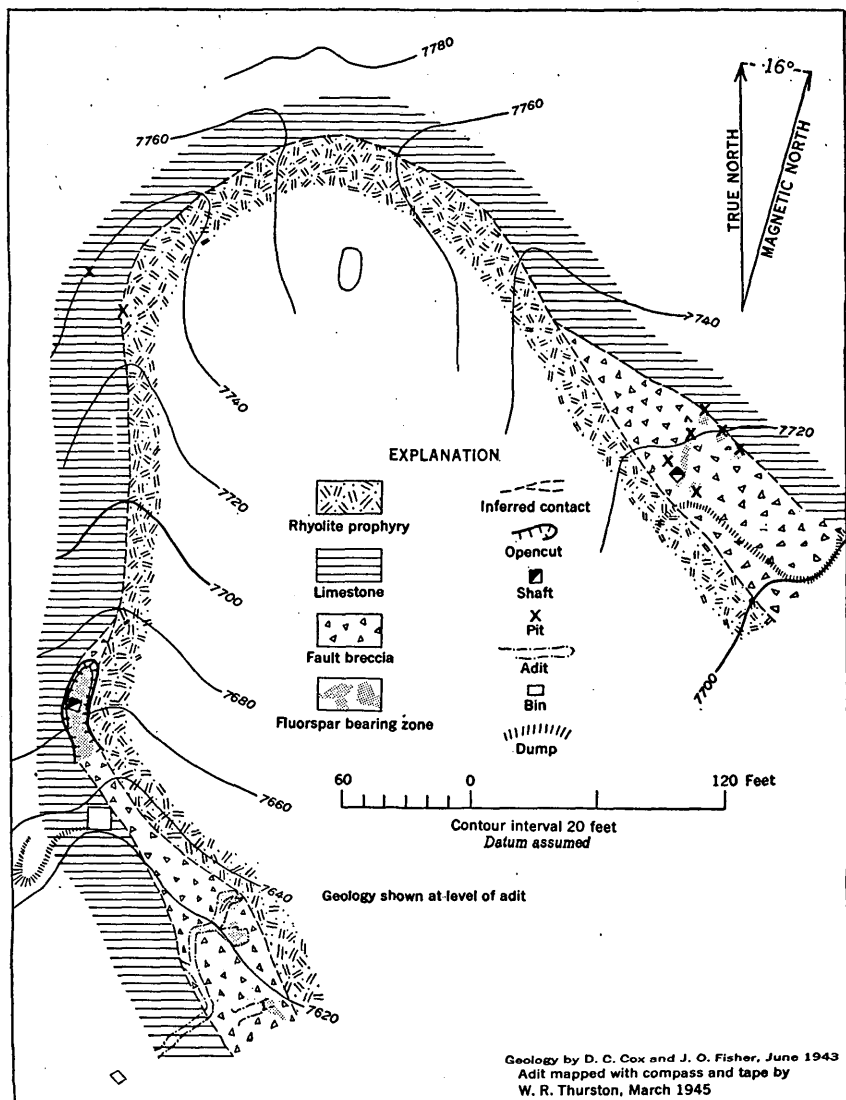 7780
7760
7760
16°
TRUE NORTH
MAGNETIC NORTH
7740
7740
7720
7720
7700
7700
7680
7660
7640
7620
EXPLANATION
Rhyolite prophyry
Limestone
Fault breccia
Fluorspar bearing zone
Inferred contact
Opencut
Shaft
X
Pit
Adit
Bin
Dump
60 0 120 Feet
Contour interval 20 feet
Datum assumed
Geology shown at level of adit
Geology by D. C. Cox and J. O. Fisher, June 1943
Adit mapped with compass and tape by
W. R. Thurston, March 1945